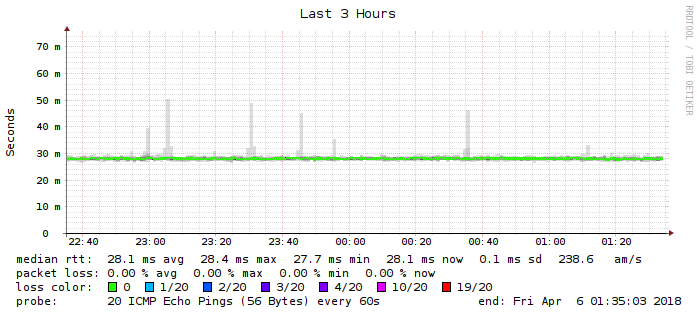 Last 3 Hours
RRDTOOL / TOBI OETIKER
Seconds
70 m
60 m
50 m
40 m
30 m
20 m
10 m
0
22:40 23:00 23:20 23:40 00:00 00:20 00:40 01:00 01:20
median rtt: 28.1 ms avg 28.4 ms max 27.7 ms min 28.1 ms now 0.1 ms sd 238.6 am/s
packet loss: 0.00 % avg 0.00 % max 0.00 % min 0.00 % now
loss color: 0 1/20 2/20 3/20 4/20 10/20 19/20
probe: 20 ICMP Echo Pings (56 Bytes) every 60s end: Fri Apr 6 01:35:03 2018